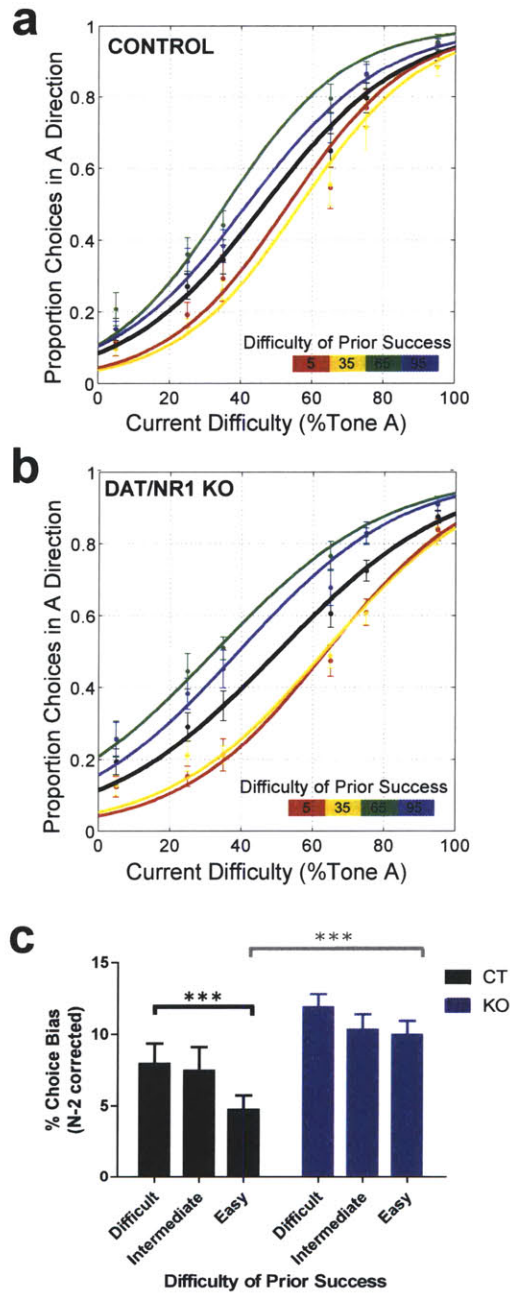 a
CONTROL
Proportion Choices in A Direction
1
0.8
0.6
0.4
0.2
0
0 20 40 60 80 100
Difficulty of Prior Success
5 35 65 95
Current Difficulty (%Tone A)
b
DAT/NR1 KO
Proportion Choices in A Direction
1
0.8
0.6
0.4
0.2
0
0 20 40 60 80 100
Difficulty of Prior Success
5 35 65 95
Current Difficulty (%Tone A)
c
% Choice Bias
(N-2 corrected)
15
10
5
0
***
***
CT
KO
Difficult
Intermediate
Easy
Difficult
Intermediate
Easy
Difficulty of Prior Success